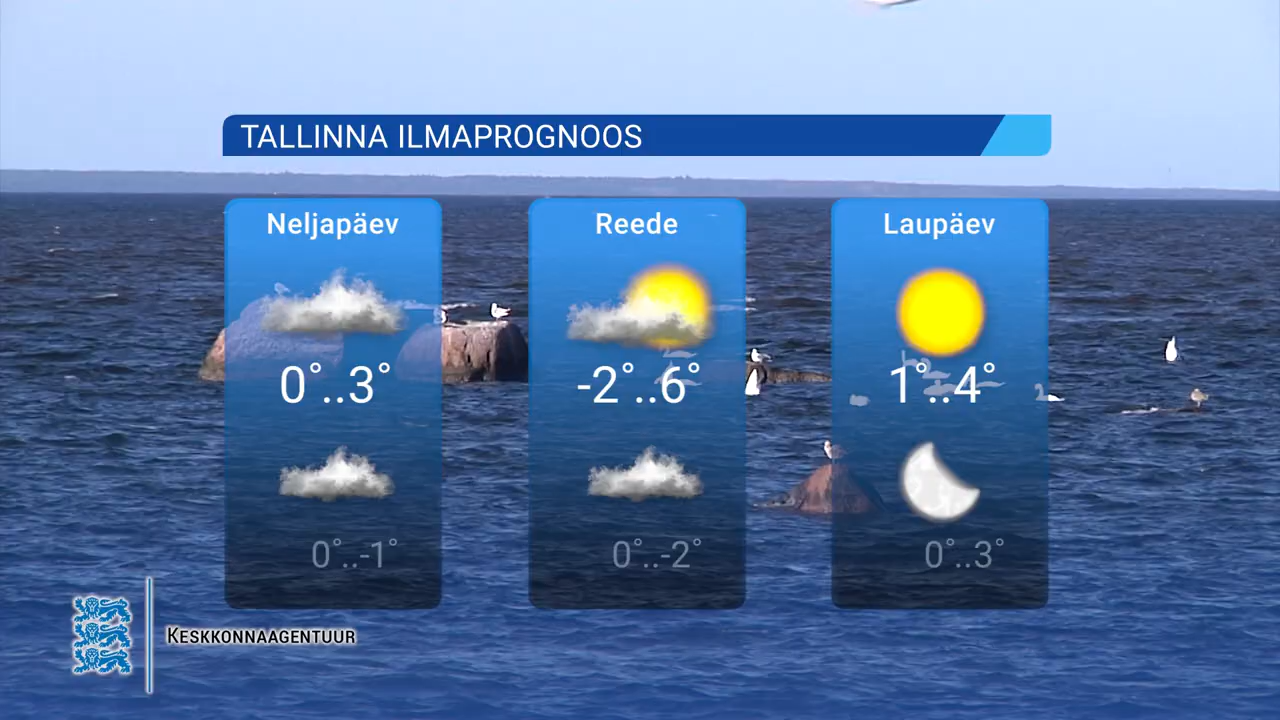 TALLINNA ILMAPROGNOOS
Neljapäev
0°..3°
0°..-1°
Reede
-2°..6°
0°..-2°
Laupäev
1°..4°
0°..3°
KESKKONNAAGENTUUR